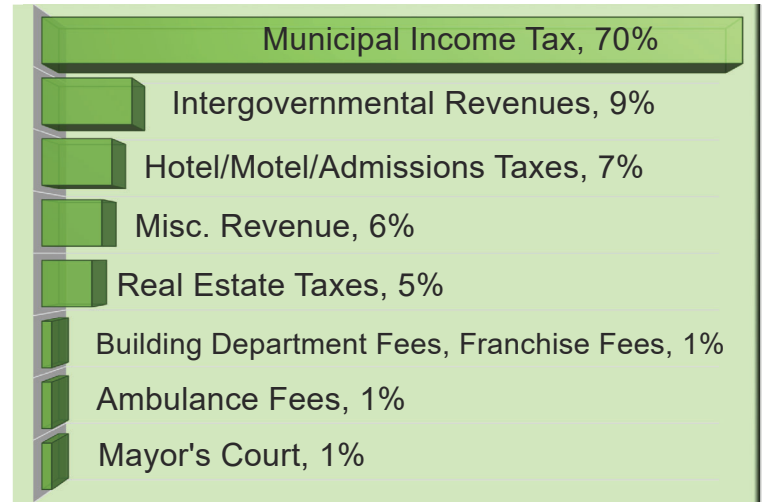 Municipal Income Tax, 70%
Intergovernmental Revenues, 9%
Hotel/Motel/Admissions Taxes, 7%
Misc. Revenue, 6%
Real Estate Taxes, 5%
Building Department Fees, Franchise Fees, 1%
Ambulance Fees, 1%
Mayor's Court, 1%